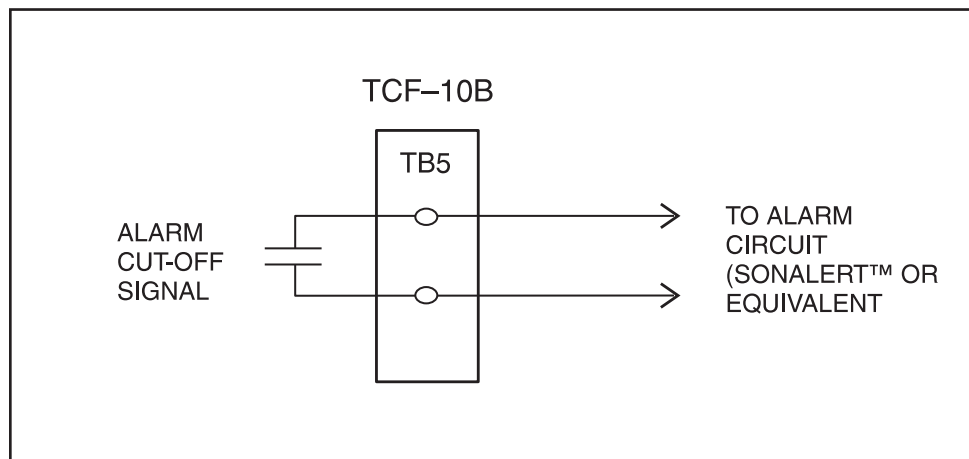 TCF–10B
TB5
ALARM
CUT-OFF
SIGNAL
TO ALARM
CIRCUIT
(SONALERT™ OR
EQUIVALENT